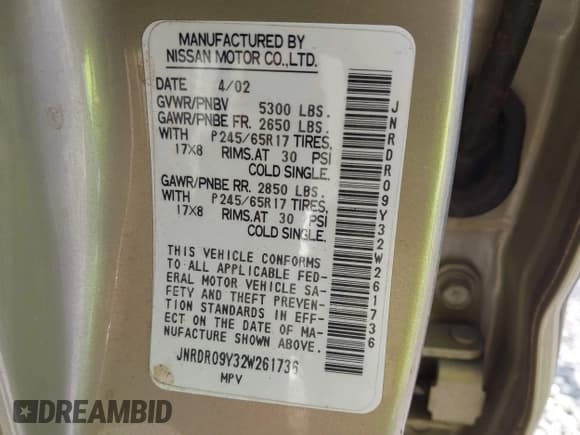 MANUFACTURED BY
NISSAN MOTOR CO.,LTD.
DATE 4/02
GVWR/PNBV 5300 LBS.
GAWR/PNBE FR. 2650 LBS.
WITH P245/65R17 TIRES,
17X8 RIMS.AT 30 PSI
COLD SINGLE.
GAWR/PNBE RR. 2850 LBS.
WITH P245/65R17 TIRES,
17X8 RIMS.AT 30 PSI
COLD SINGLE.
THIS VEHICLE CONFORMS
TO ALL APPLICABLE FED-
ERAL MOTOR VEHICLE SA-
FETY AND THEFT PREVEN-
TION STANDARDS IN EFF-
ECT ON THE DATE OF MA-
NUFACTURE SHOWN ABOVE.
JNRDR09Y32W261736
MPV
JNRDR09Y32W261736
DREAMBID